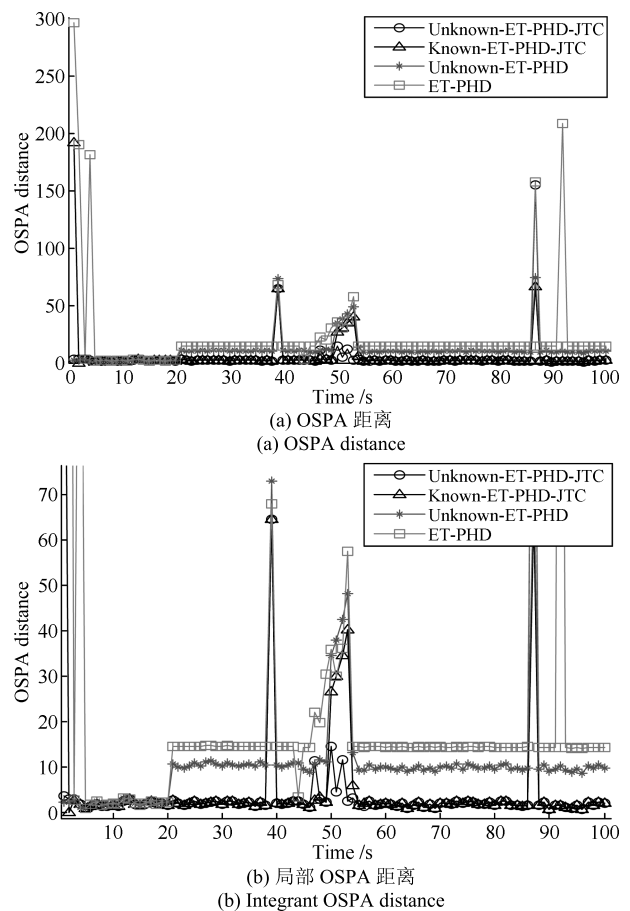 300
250
200
150
100
50
0
OSPA distance
Unknown-ET-PHD-JTC
Known-ET-PHD-JTC
Unknown-ET-PHD
ET-PHD
0 10 20 30 40 50 60 70 80 90 100
Time /s
(a) OSPA 距离
(a) OSPA distance
70
60
50
40
30
20
10
0
OSPA distance
Unknown-ET-PHD-JTC
Known-ET-PHD-JTC
Unknown-ET-PHD
ET-PHD
10 20 30 40 50 60 70 80 90 100
Time /s
(b) 局部 OSPA 距离
(b) Integrant OSPA distance